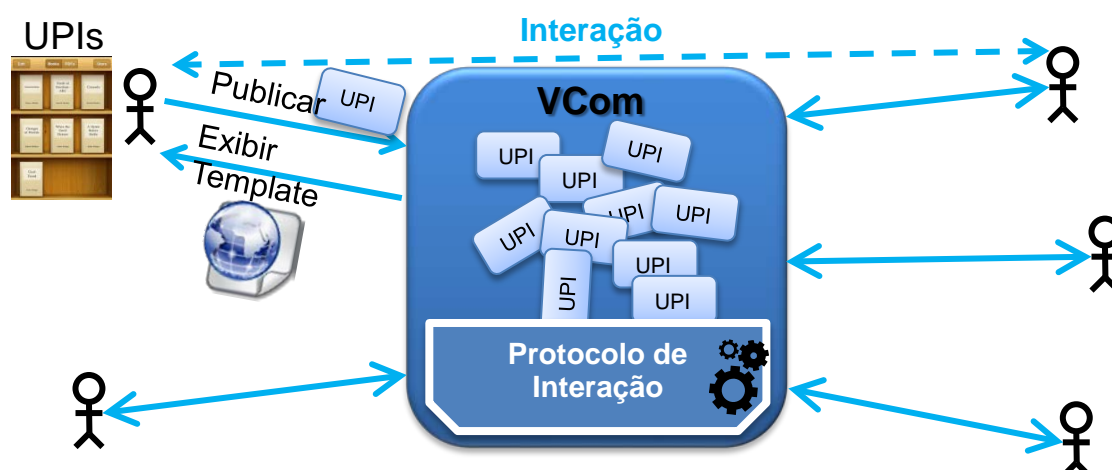 UPIs
Interação
Publicar
UPI
Exibir
Template
VCom
UPI
UPI
UPI
UPI
UPI
UPI
UPI
UPI
UPI
UPI
Protocolo de
Interação